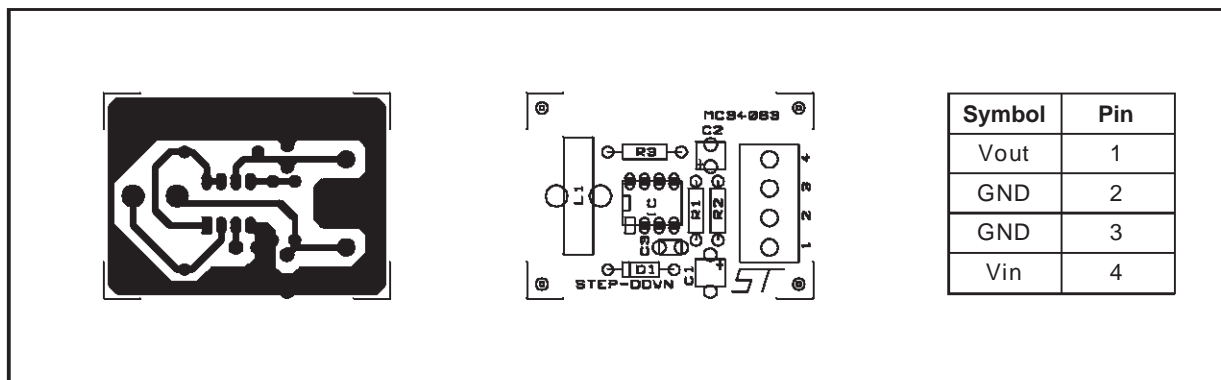 MC34063
C2
R3
4
3
2
1
L1
IC
R1
R2
C3
D1
C1
+
+
STEP-DOWN
ST
Symbol Pin
Vout 1
GND 2
GND 3
Vin 4